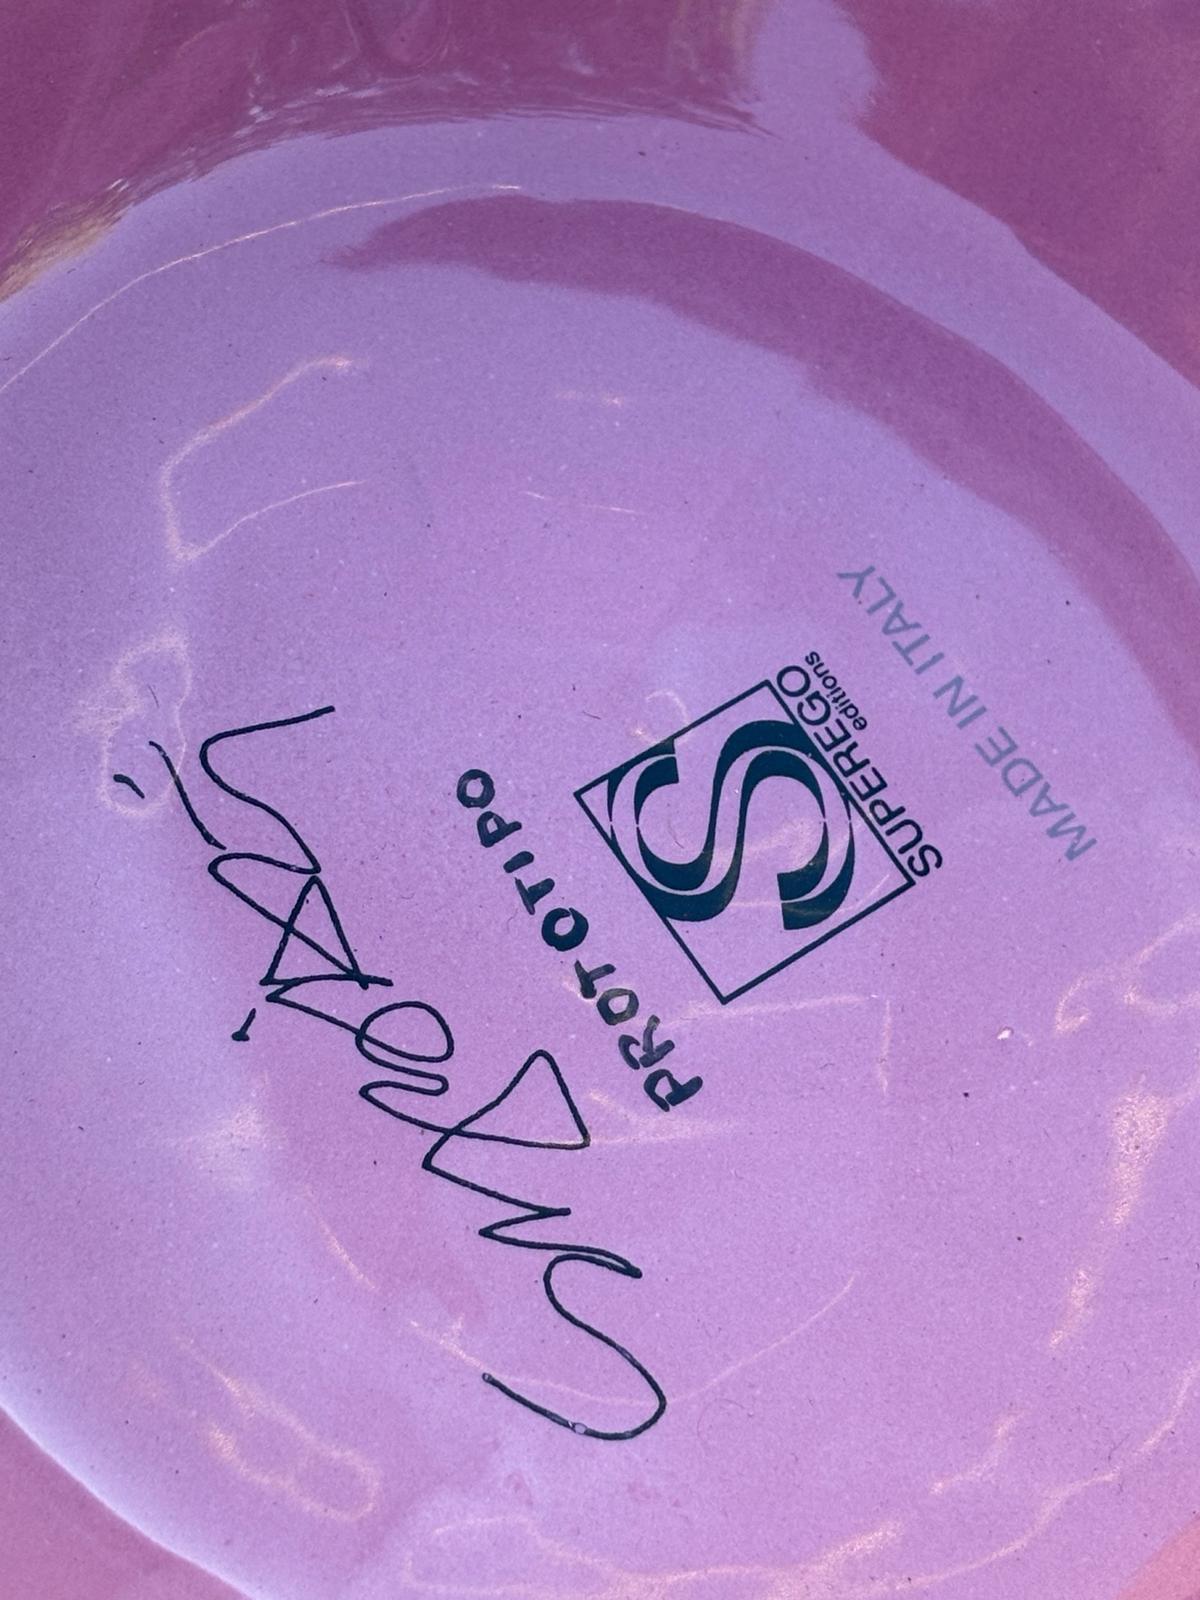 MADE IN ITALY
SUPEREGO
editions
PROTOTIPO